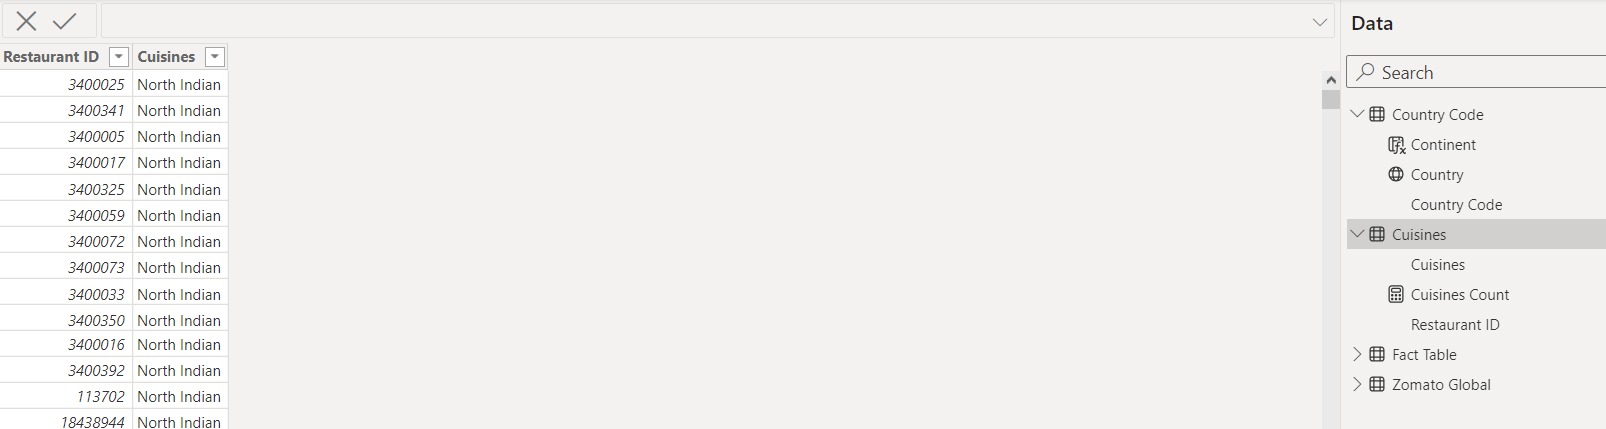 Restaurant ID Cuisines
3400025 North Indian
3400341 North Indian
3400005 North Indian
3400017 North Indian
3400325 North Indian
3400059 North Indian
3400072 North Indian
3400073 North Indian
3400033 North Indian
3400350 North Indian
3400016 North Indian
3400392 North Indian
113702 North Indian
18438944 North Indian
Data
Search
Country Code
Continent
Country
Country Code
Cuisines
Cuisines
Cuisines Count
Restaurant ID
Fact Table
Zomato Global